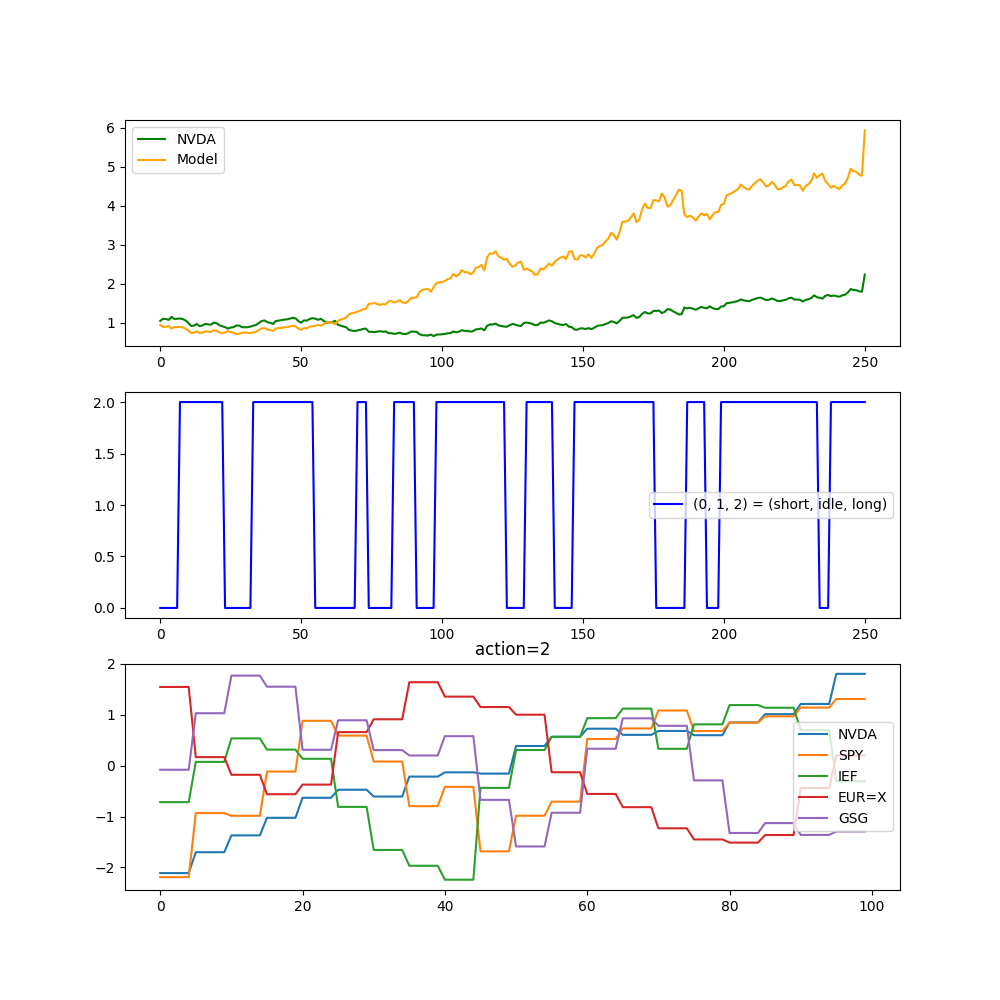 6
5
4
3
2
1
NVDA
Model
0 50 100 150 200 250
2.0
1.5
1.0
0.5
0.0
(0, 1, 2) = (short, idle, long)
0 50 100 150 200 250
action=2
2
1
0
−1
−2
NVDA
SPY
IEF
EUR=X
GSG
0 20 40 60 80 100